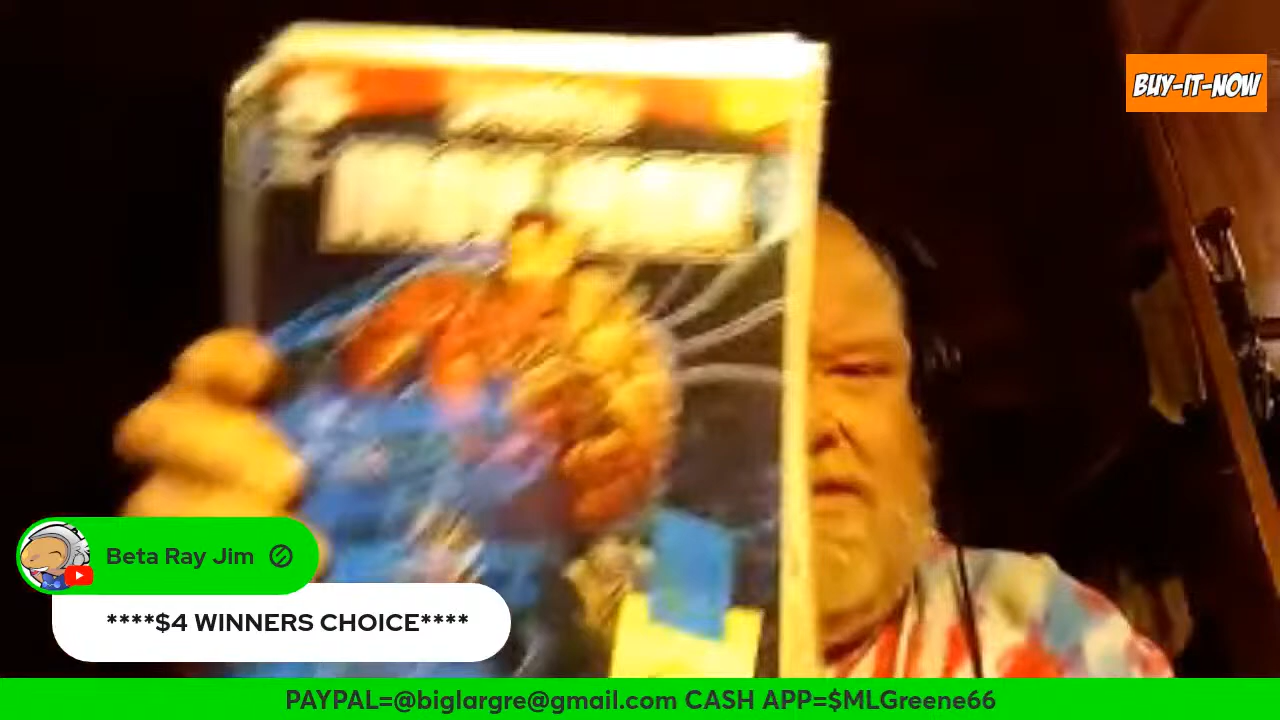 BUY-IT-NOW
Beta Ray Jim
****$4 WINNERS CHOICE****
PAYPAL=@biglargre@gmail.com CASH APP=$MLGreene66